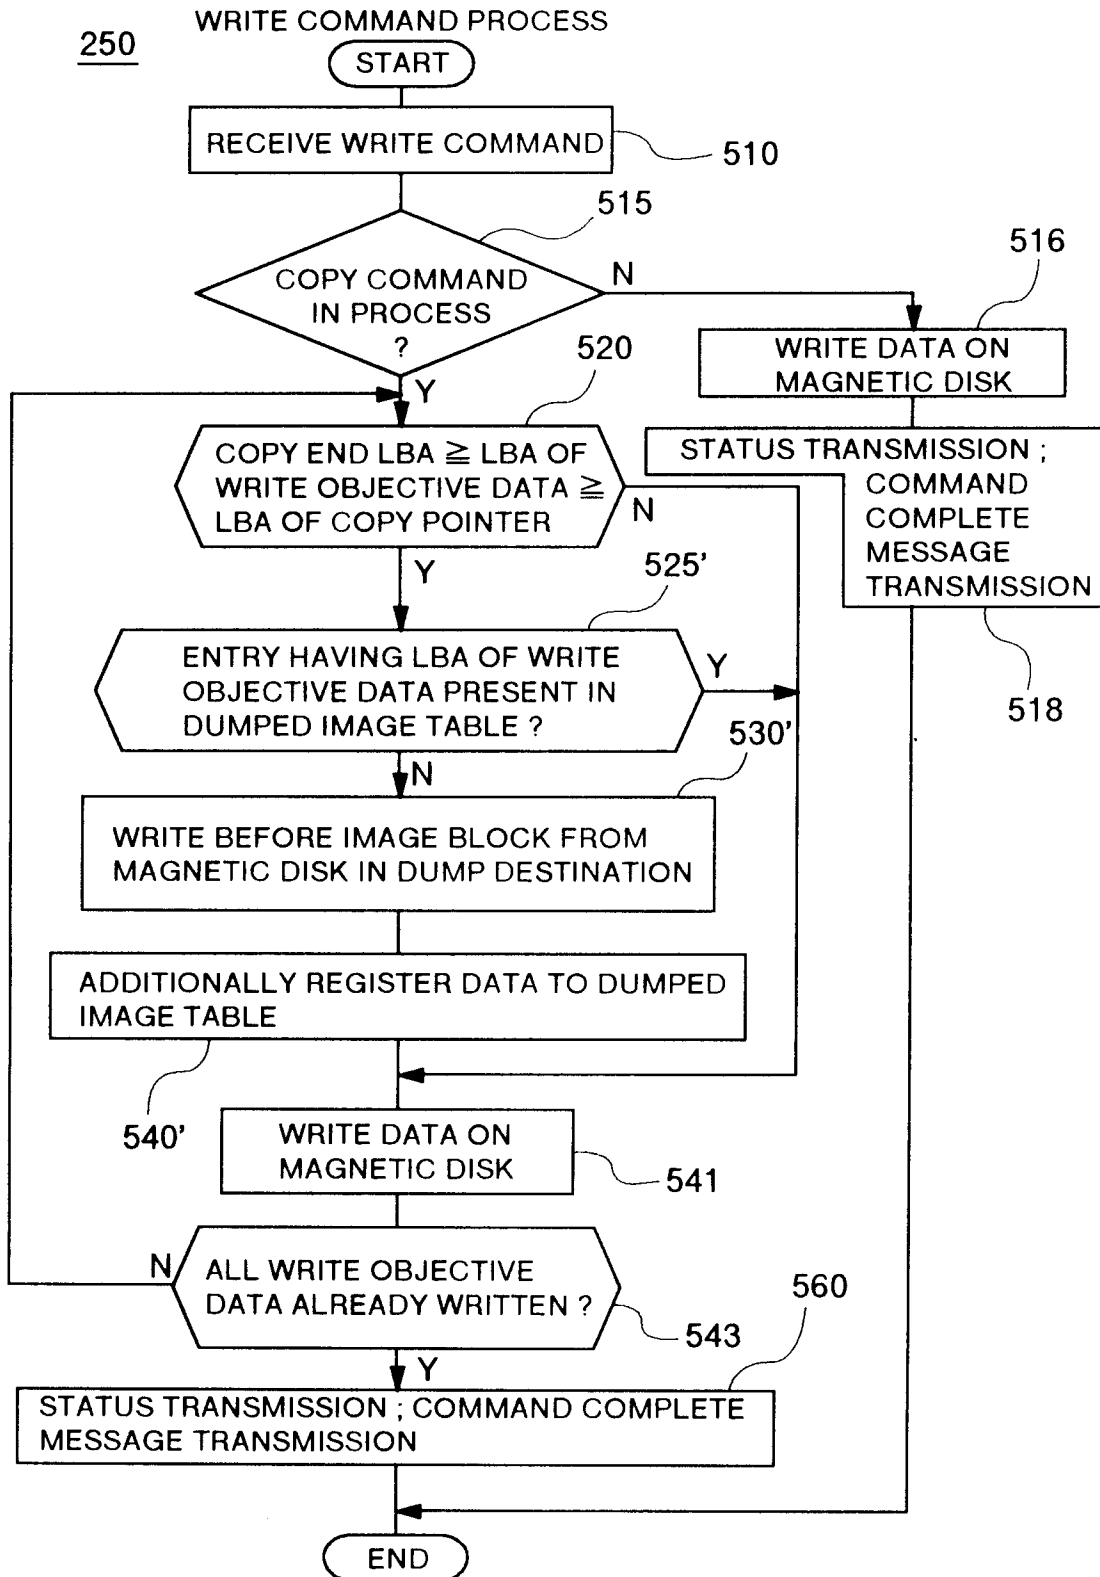 WRITE COMMAND PROCESS
250
START
RECEIVE WRITE COMMAND
510
515
COPY COMMAND
IN PROCESS
?
N
Y
516
WRITE DATA ON
MAGNETIC DISK
STATUS TRANSMISSION ;
COMMAND
COMPLETE
MESSAGE
TRANSMISSION
518
520
COPY END LBA ≧ LBA OF
WRITE OBJECTIVE DATA ≧
LBA OF COPY POINTER
N
Y
525'
ENTRY HAVING LBA OF WRITE
OBJECTIVE DATA PRESENT IN
DUMPED IMAGE TABLE ?
Y
N
530'
WRITE BEFORE IMAGE BLOCK FROM
MAGNETIC DISK IN DUMP DESTINATION
ADDITIONALLY REGISTER DATA TO DUMPED
IMAGE TABLE
540'
WRITE DATA ON
MAGNETIC DISK
541
N
ALL WRITE OBJECTIVE
DATA ALREADY WRITTEN ?
543
Y
560
STATUS TRANSMISSION ; COMMAND COMPLETE
MESSAGE TRANSMISSION
END